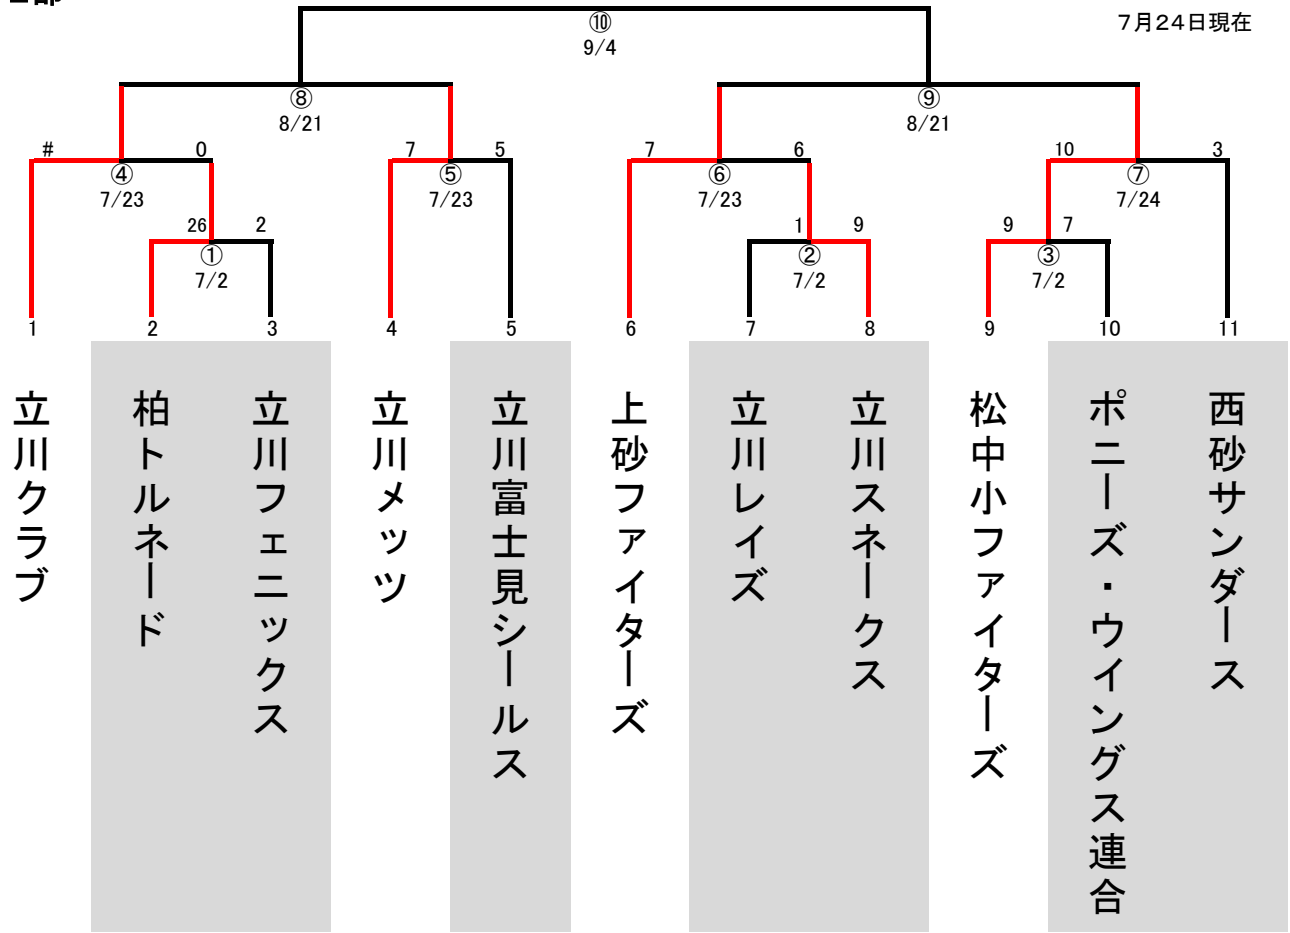 ⑩
9/4
7月24日現在
⑧
8/21
⑨
8/21
# 0
④
7/23
7 5
⑤
7/23
7 6
⑥
7/23
10 3
⑦
7/24
26 2
①
7/2
1 9
②
7/2
9 7
③
7/2
1 2 3 4 5 6 7 8 9 10 11
立川クラブ
柏トルネード
立川フェニックス
立川メッツ
立川富士見シールス
上砂ファイターズ
立川レイズ
立川スネークス
松中小ファイターズ
ポニーズ・ウイングス連合
西砂サンダース